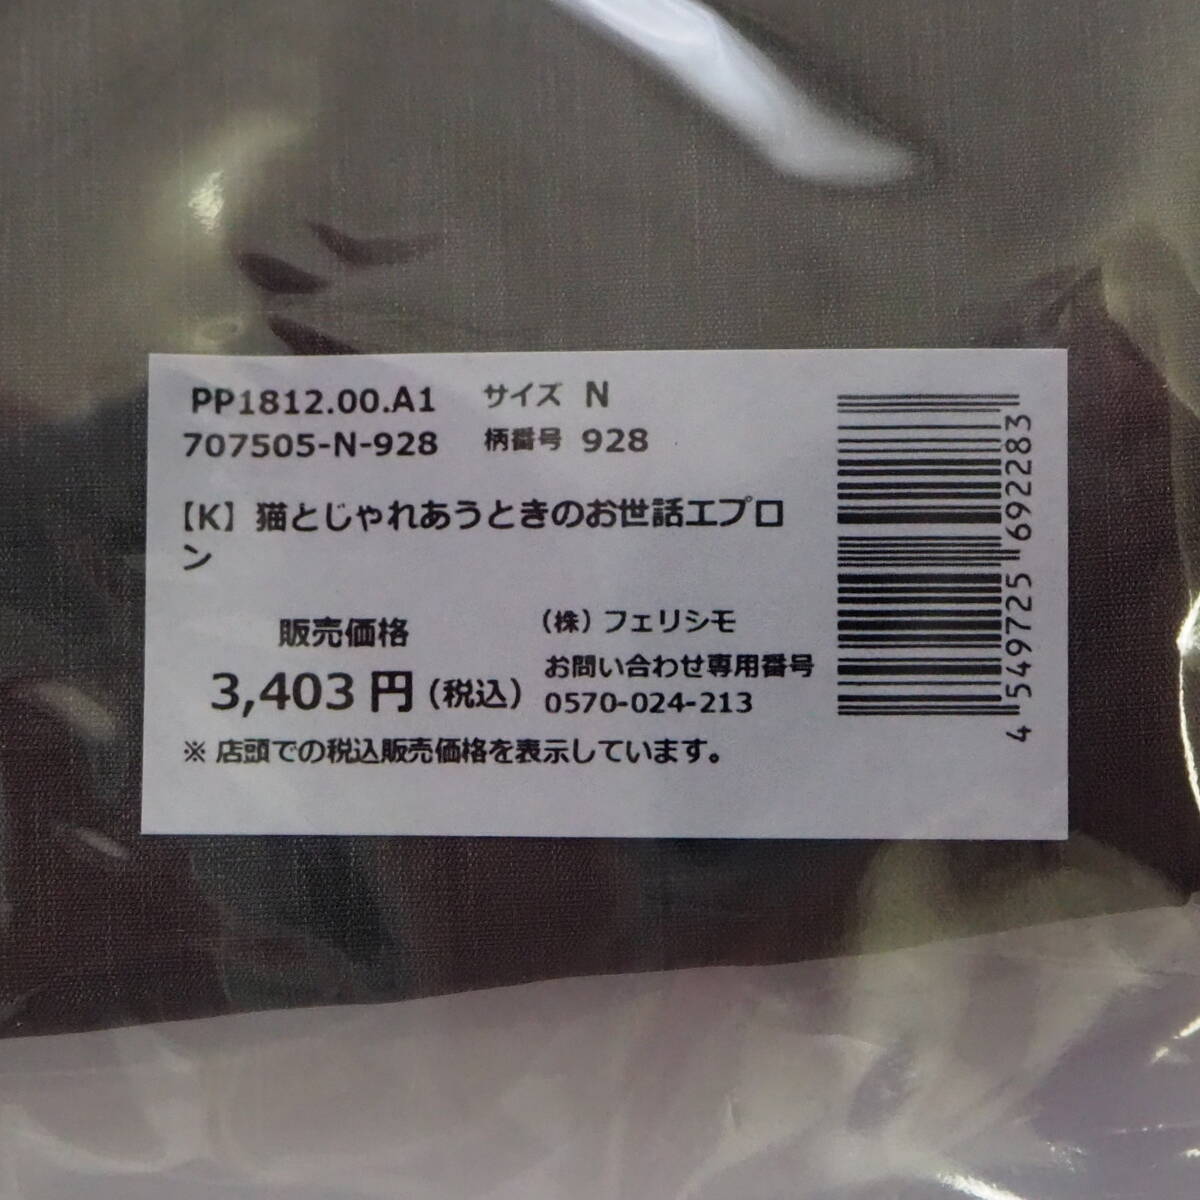 PP1812.00.A1 サイズ N
707505-N-928 柄番号 928
【K】猫とじゃれあうときのお世話エプロ
ン
販売価格
3,403円(税込)
(株)フェリシモ
お問い合わせ専用番号
0570-024-213
※ 店頭での税込販売価格を表示しています。
4 549725 692283